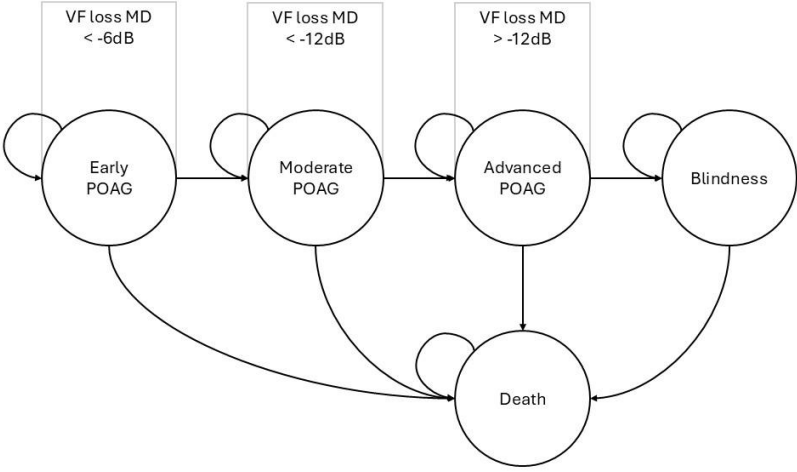 VF loss MD
< -6dB
VF loss MD
< -12dB
VF loss MD
> -12dB
Early
POAG
Moderate
POAG
Advanced
POAG
Blindness
Death